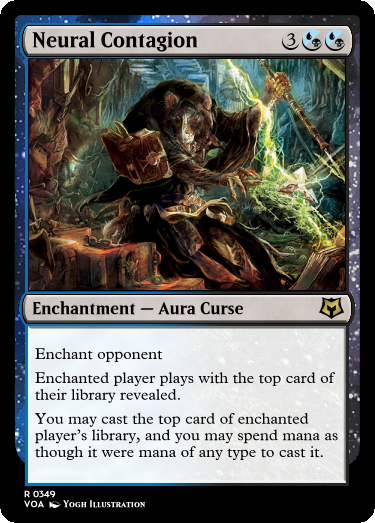 Neural Contagion 3
Enchantment — Aura Curse
Enchant opponent
Enchanted player plays with the top card of
their library revealed.
You may cast the top card of enchanted
player's library, and you may spend mana as
though it were mana of any type to cast it.
R 0349
VOA Yogh Illustration